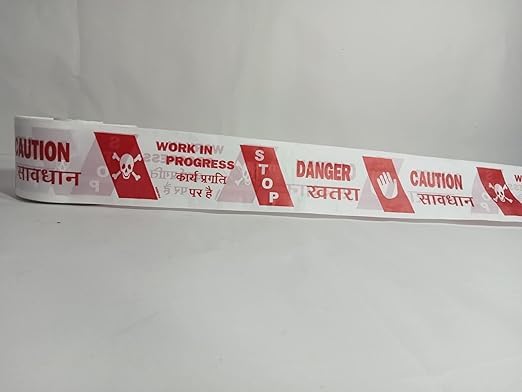 CAUTION
सावधान
WORK IN
PROGRESS
कार्य प्रगति
पर है
STOP
DANGER
खतरा
CAUTION
सावधान